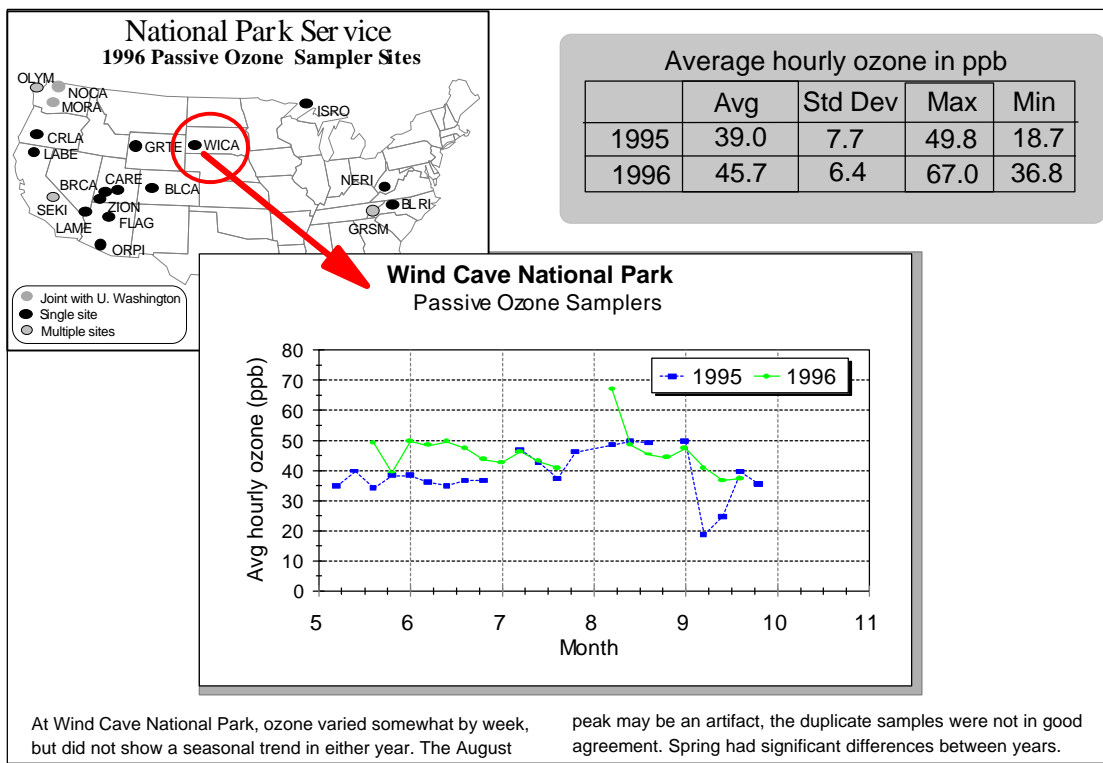 National Park Service
1996 Passive Ozone Sampler Sites
OLYM
NOCA
MORA
ISRO
CRLA
LABE
GRTE
WICA
BRCA
CARE
BLCA
NERI
SEKI
ZION
BLRI
LAME
FLAG
GRSM
ORPI
Joint with U. Washington
Single site
Multiple sites
Average hourly ozone in ppb
Avg Std Dev Max Min
1995 39.0 7.7 49.8 18.7
1996 45.7 6.4 67.0 36.8
Wind Cave National Park
Passive Ozone Samplers
1995 1996
Avg hourly ozone (ppb)
80
70
60
50
40
30
20
10
0
5 6 7 8 9 10 11
Month
At Wind Cave National Park, ozone varied somewhat by week,
but did not show a seasonal trend in either year. The August
peak may be an artifact, the duplicate samples were not in good
agreement. Spring had significant differences between years.